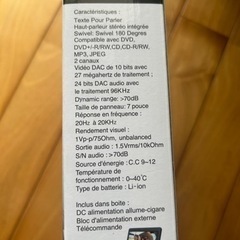 Caractéristiques :
Texte Pour Parler
Haut-parleur stéréo intégrée
Swivel: Swivel 180 Degres
Compatible avec DVD,
DVD+/-R/RW,CD,CD-R/RW,
MP3, JPEG
2 canaux
Vidéo DAC de 10 bits avec
27 mégahertz de traitement;
24 bits DAC audio avec
le traitement 96KHz
Dynamic range: >70dB
Taille de panneau: 7 pouce
Réponse en fréquence :
20Hz à 20KHz
Rendement visuel :
1Vp-p/75Ohm, unbalanced
Sortie audio : 1.5Vrms/10kOhm
S/N audio : >70dB
Source d'énergie : C.C 9-12
Température de
fonctionnement : 0~40℃
Type de batterie : Li-ion
Inclus dans boite :
DC alimentation allume-cigare
Bloc d'alimentation externe
Télécommande